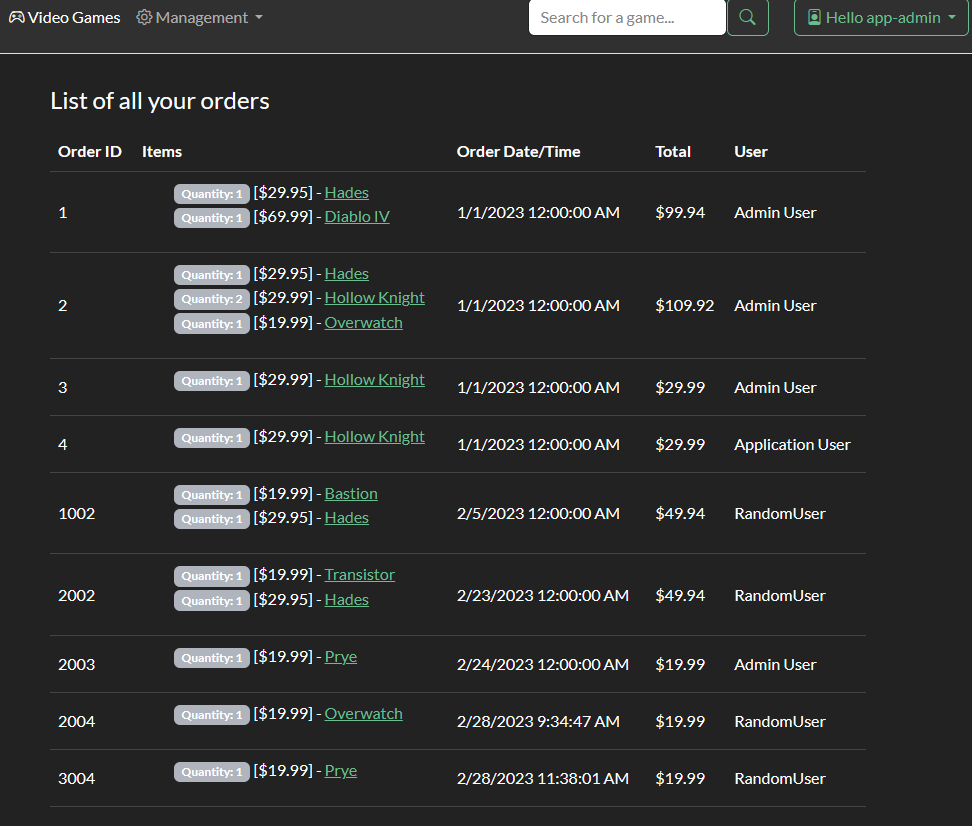 Video Games Management Search for a game... Hello app-admin
List of all your orders
Order ID Items Order Date/Time Total User
1 Quantity: 1 [$29.95] - Hades
Quantity: 1 [$69.99] - Diablo IV 1/1/2023 12:00:00 AM $99.94 Admin User
2 Quantity: 1 [$29.95] - Hades
Quantity: 2 [$29.99] - Hollow Knight 1/1/2023 12:00:00 AM $109.92 Admin User
Quantity: 1 [$19.99] - Overwatch
3 Quantity: 1 [$29.99] - Hollow Knight 1/1/2023 12:00:00 AM $29.99 Admin User
4 Quantity: 1 [$29.99] - Hollow Knight 1/1/2023 12:00:00 AM $29.99 Application User
1002 Quantity: 1 [$19.99] - Bastion
Quantity: 1 [$29.95] - Hades 2/5/2023 12:00:00 AM $49.94 RandomUser
2002 Quantity: 1 [$19.99] - Transistor
Quantity: 1 [$29.95] - Hades 2/23/2023 12:00:00 AM $49.94 RandomUser
2003 Quantity: 1 [$19.99] - Prye 2/24/2023 12:00:00 AM $19.99 Admin User
2004 Quantity: 1 [$19.99] - Overwatch 2/28/2023 9:34:47 AM $19.99 RandomUser
3004 Quantity: 1 [$19.99] - Prye 2/28/2023 11:38:01 AM $19.99 RandomUser